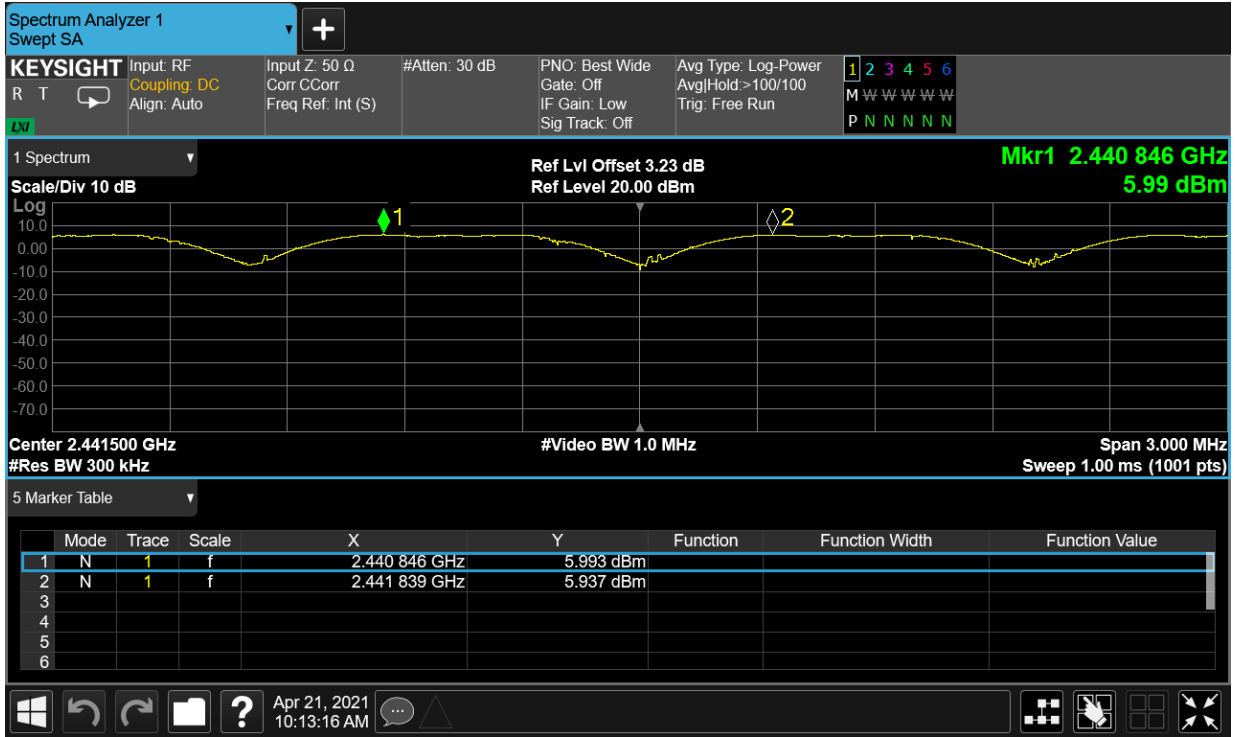 Spectrum Analyzer 1
Swept SA
KEYSIGHT
R T
LXI
Input: RF
Coupling: DC
Align: Auto
Input Z: 50 Ω
Corr CCorr
Freq Ref: Int (S)
#Atten: 30 dB
PNO: Best Wide
Gate: Off
IF Gain: Low
Sig Track: Off
Avg Type: Log-Power
Avg|Hold:>100/100
Trig: Free Run
1 2 3 4 5 6
M W W W W W
P N N N N N
1 Spectrum
Scale/Div 10 dB
Ref Lvl Offset 3.23 dB
Ref Level 20.00 dBm
Mkr1 2.440 846 GHz
5.99 dBm
Log
10.0
0.00
-10.0
-20.0
-30.0
-40.0
-50.0
-60.0
-70.0
1
2
Center 2.441500 GHz
#Res BW 300 kHz
#Video BW 1.0 MHz
Span 3.000 MHz
Sweep 1.00 ms (1001 pts)
5 Marker Table
Mode Trace Scale X Y Function Function Width Function Value
1 N 1 f 2.440 846 GHz 5.993 dBm
2 N 1 f 2.441 839 GHz 5.937 dBm
3
4
5
6
?
Apr 21, 2021
10:13:16 AM